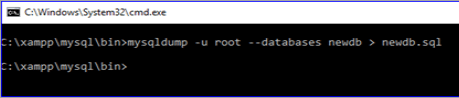 C:\Windows\System32\cmd.exe
C:\xampp\mysql\bin>mysqldump -u root --databases newdb > newdb.sql
C:\xampp\mysql\bin>